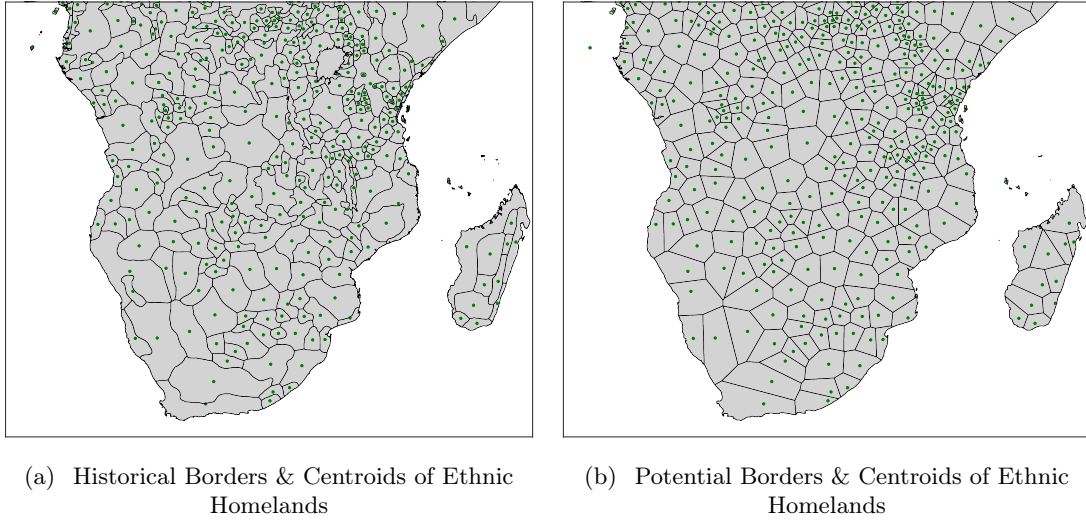 (a) Historical Borders & Centroids of Ethnic
Homelands
(b) Potential Borders & Centroids of Ethnic
Homelands